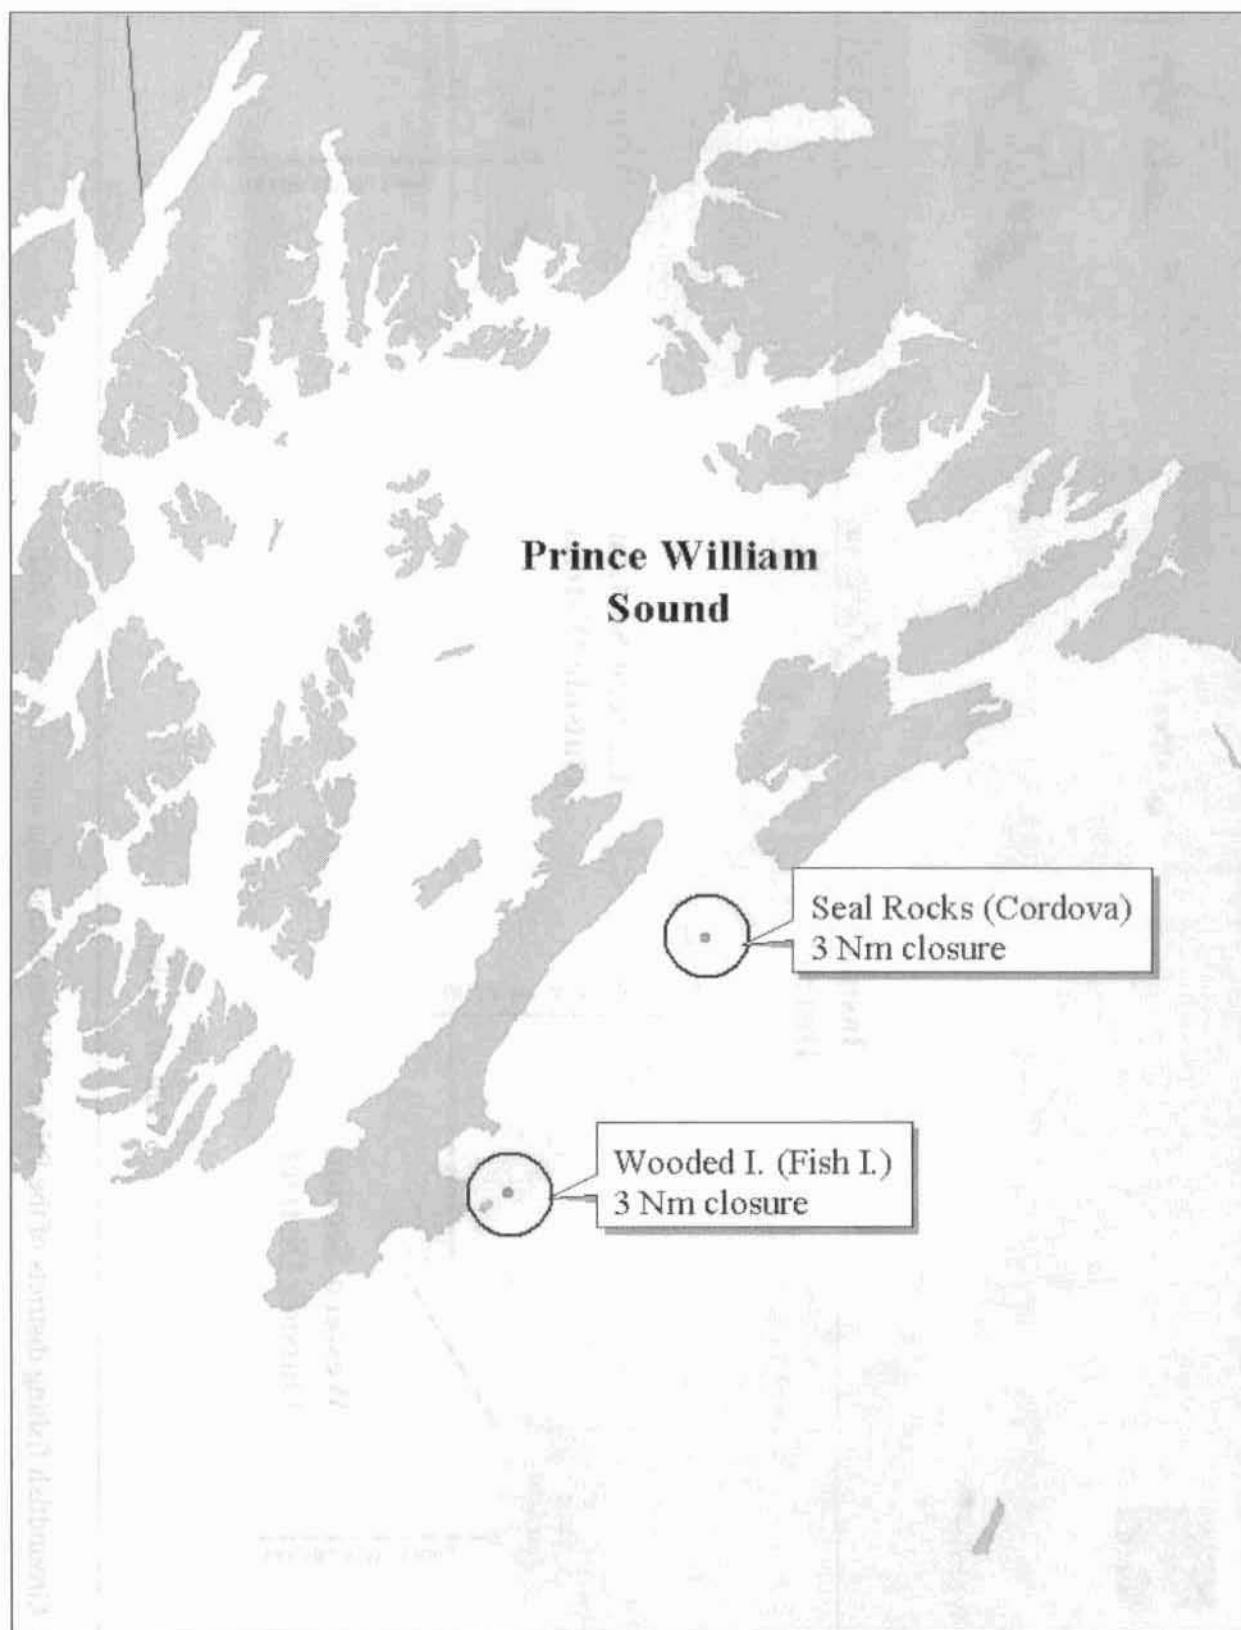 Prince William
Sound
Seal Rocks (Cordova)
3 Nm closure
Wooded I. (Fish I.)
3 Nm closure